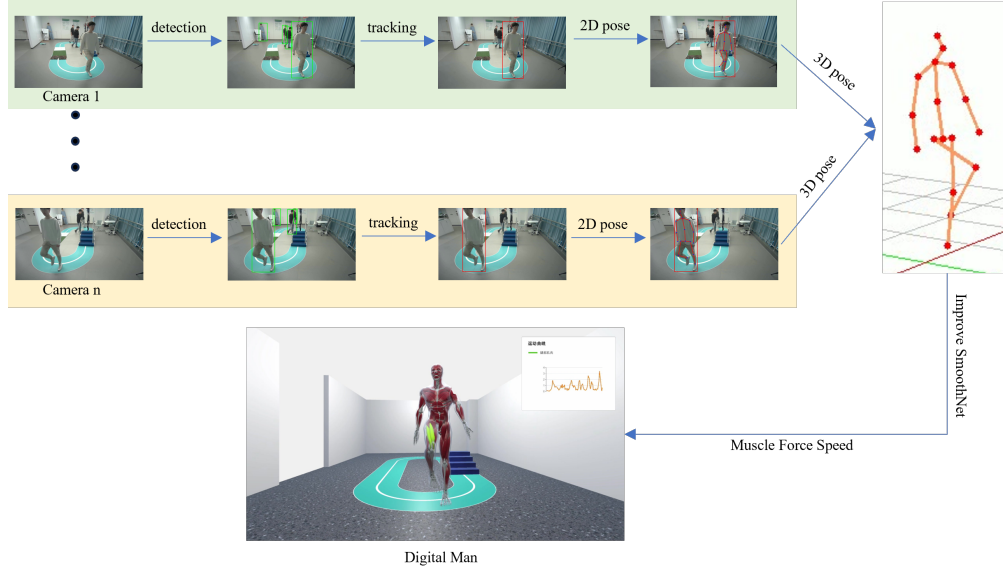 detection
tracking
2D pose
Camera 1
3D pose
detection
tracking
2D pose
3D pose
Camera n
Improve SmoothNet
Muscle Force Speed
Digital Man